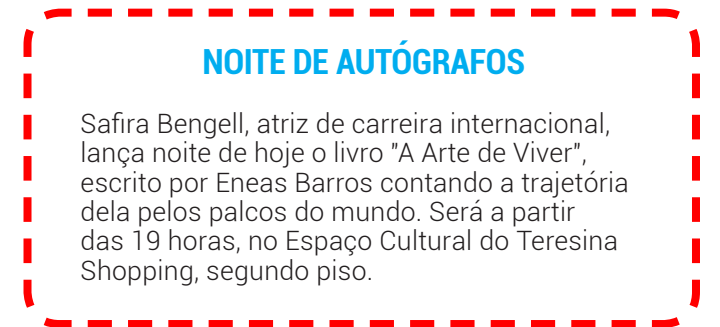 NOITE DE AUTÓGRAFOS
Safira Bengell, atriz de carreira internacional,
lança noite de hoje o livro "A Arte de Viver",
escrito por Eneas Barros contando a trajetória
dela pelos palcos do mundo. Será a partir
das 19 horas, no Espaço Cultural do Teresina
Shopping, segundo piso.